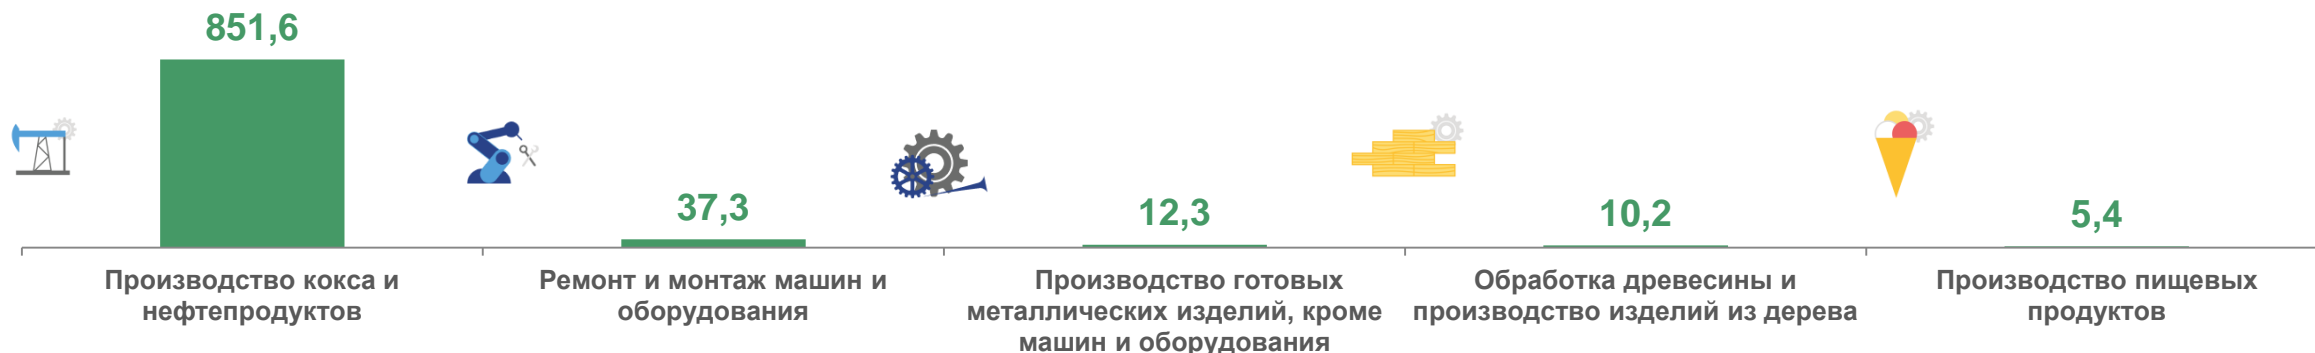 851,6
37,3
12,3
10,2
5,4
Производство кокса и
нефтепродуктов
Ремонт и монтаж машин и
оборудования
Производство готовых
металлических изделий, кроме
машин и оборудования
Обработка древесины и
производство изделий из дерева
Производство пищевых
продуктов